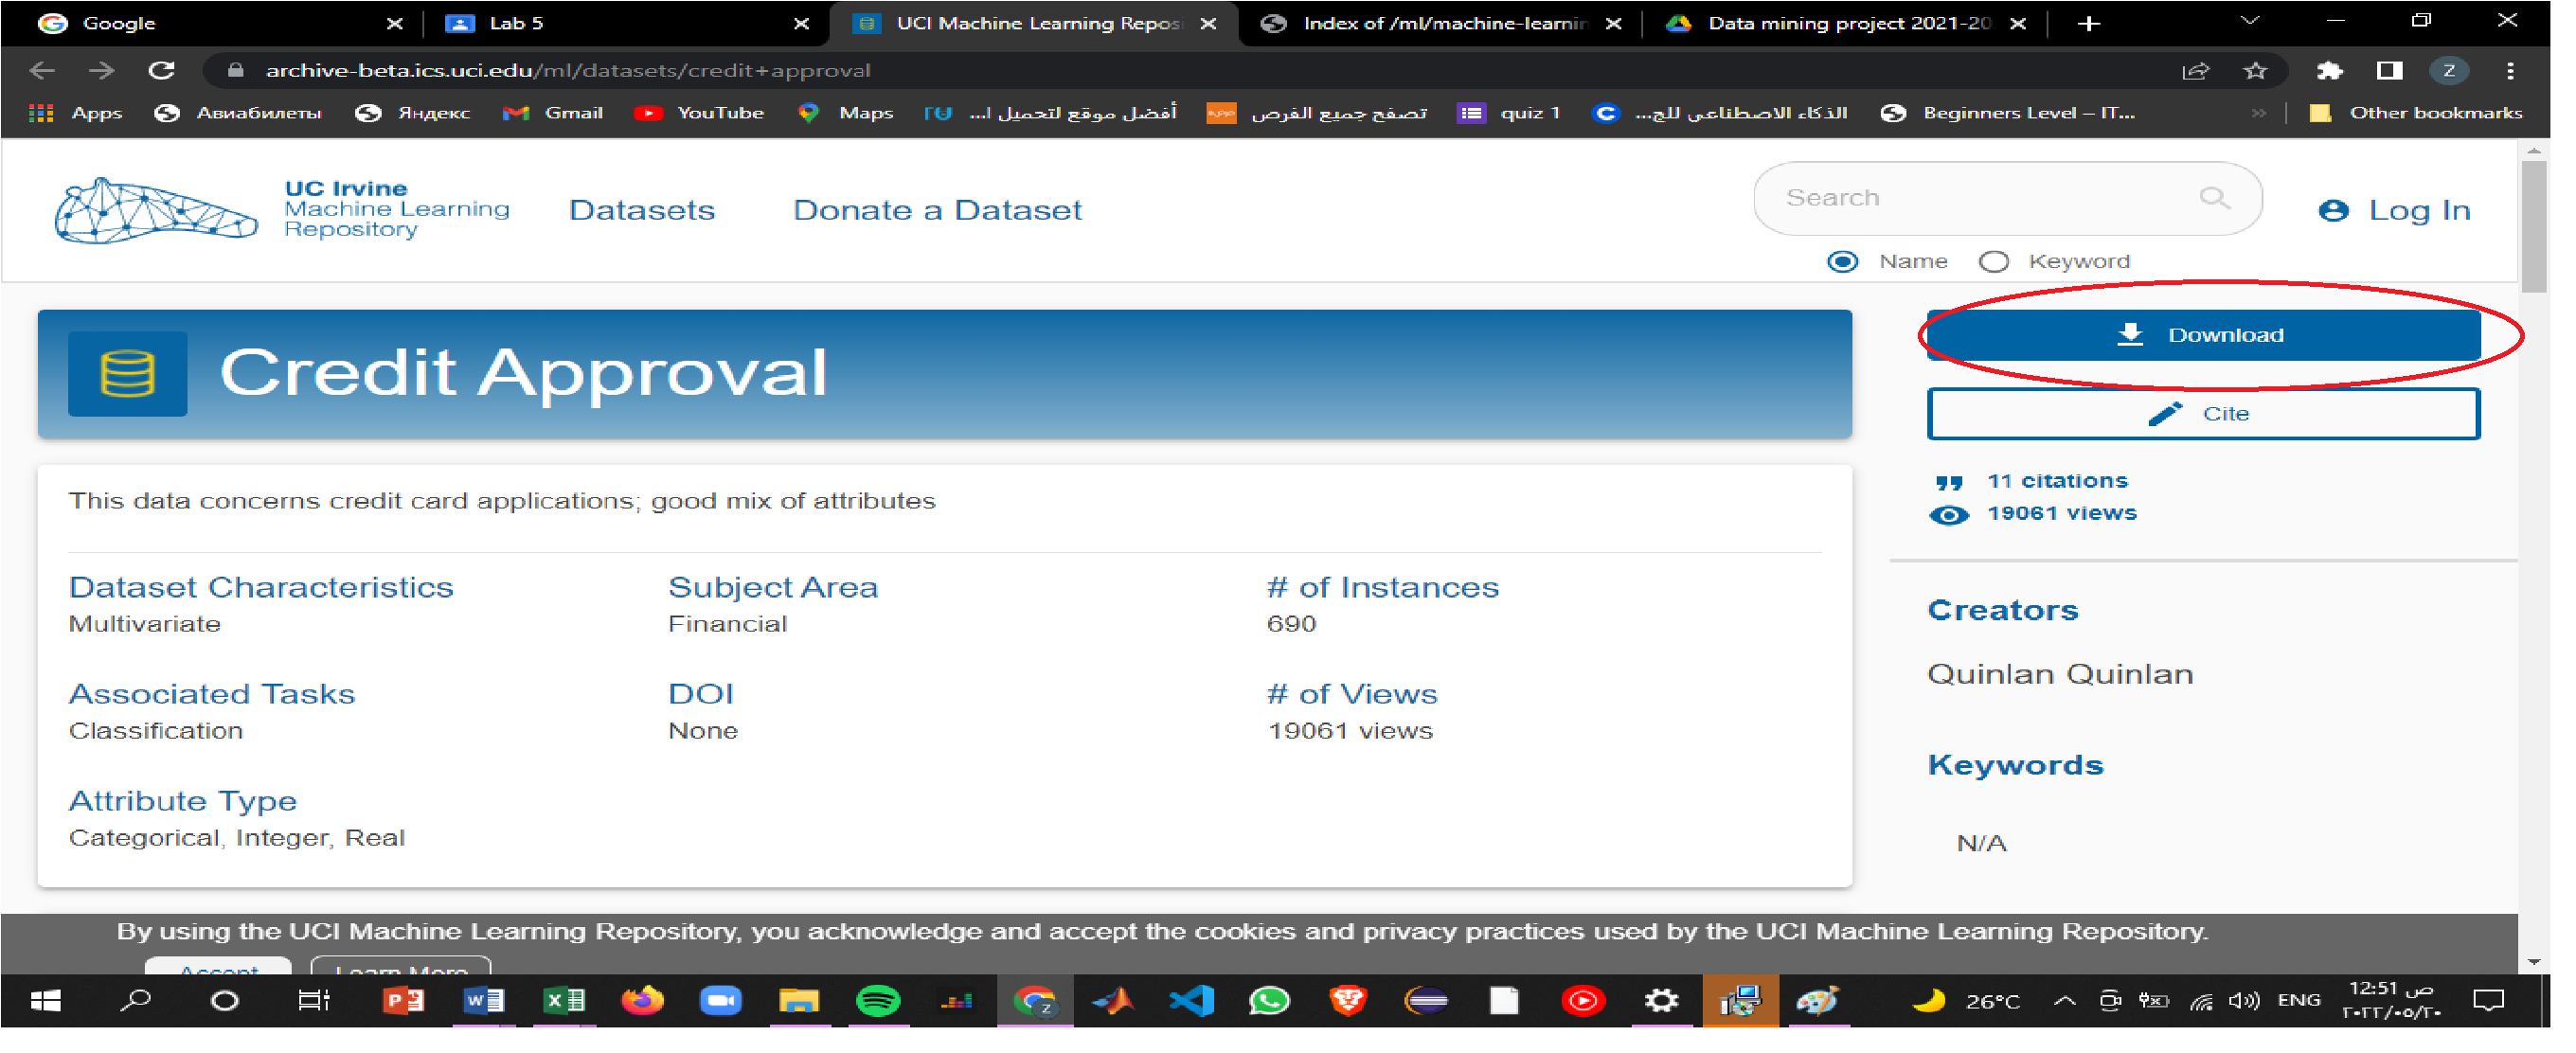 Google
Lab 5
UCI Machine Learning Reposi
Index of /ml/machine-learnin
Data mining project 2021-20
archive-beta.ics.uci.edu/ml/datasets/credit+approval
Z
Apps
Авиабилеты
Яндекс
Gmail
YouTube
Maps
أفضل موقع لتحميل ا...
تصفح جميع الفرص
quiz 1
الذكاء الاصطناعي للج...
Beginners Level – IT...
»
Other bookmarks
UC Irvine
Machine Learning
Repository
Datasets
Donate a Dataset
Search
Log In
Name
Keyword
Credit Approval
Download
Cite
This data concerns credit card applications; good mix of attributes
11 citations
19061 views
Dataset Characteristics
Multivariate
Subject Area
Financial
# of Instances
690
Creators
Quinlan Quinlan
Associated Tasks
Classification
DOI
None
# of Views
19061 views
Keywords
N/A
Attribute Type
Categorical, Integer, Real
By using the UCI Machine Learning Repository, you acknowledge and accept the cookies and privacy practices used by the UCI Machine Learning Repository.
Accept
Learn More
26°C
ENG
12:51 ص
٢٠٢٢/٠٥/٢٠